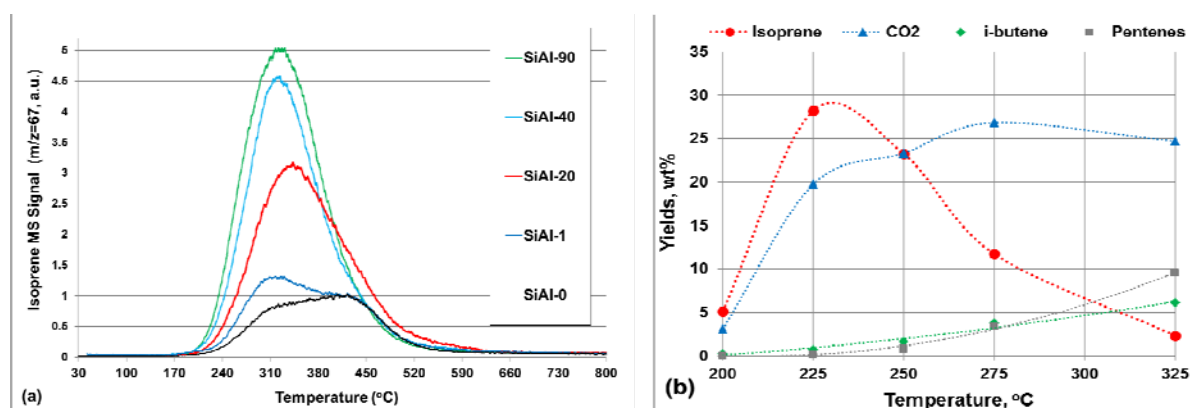 Isoprene MS Signal (m/z=67, a.u.)
5
4.5
4
3.5
3
2.5
2
1.5
1
0.5
0
SiAl-90
SiAl-40
SiAl-20
SiAl-1
SiAl-0
30 100 170 240 310 380 450 520 590 660 730 800
Temperature (°C)
(a)
Isoprene CO2 i-butene Pentenes
Yields, wt%
35
30
25
20
15
10
5
0
200 225 250 275 300 325
Temperature, °C
(b)